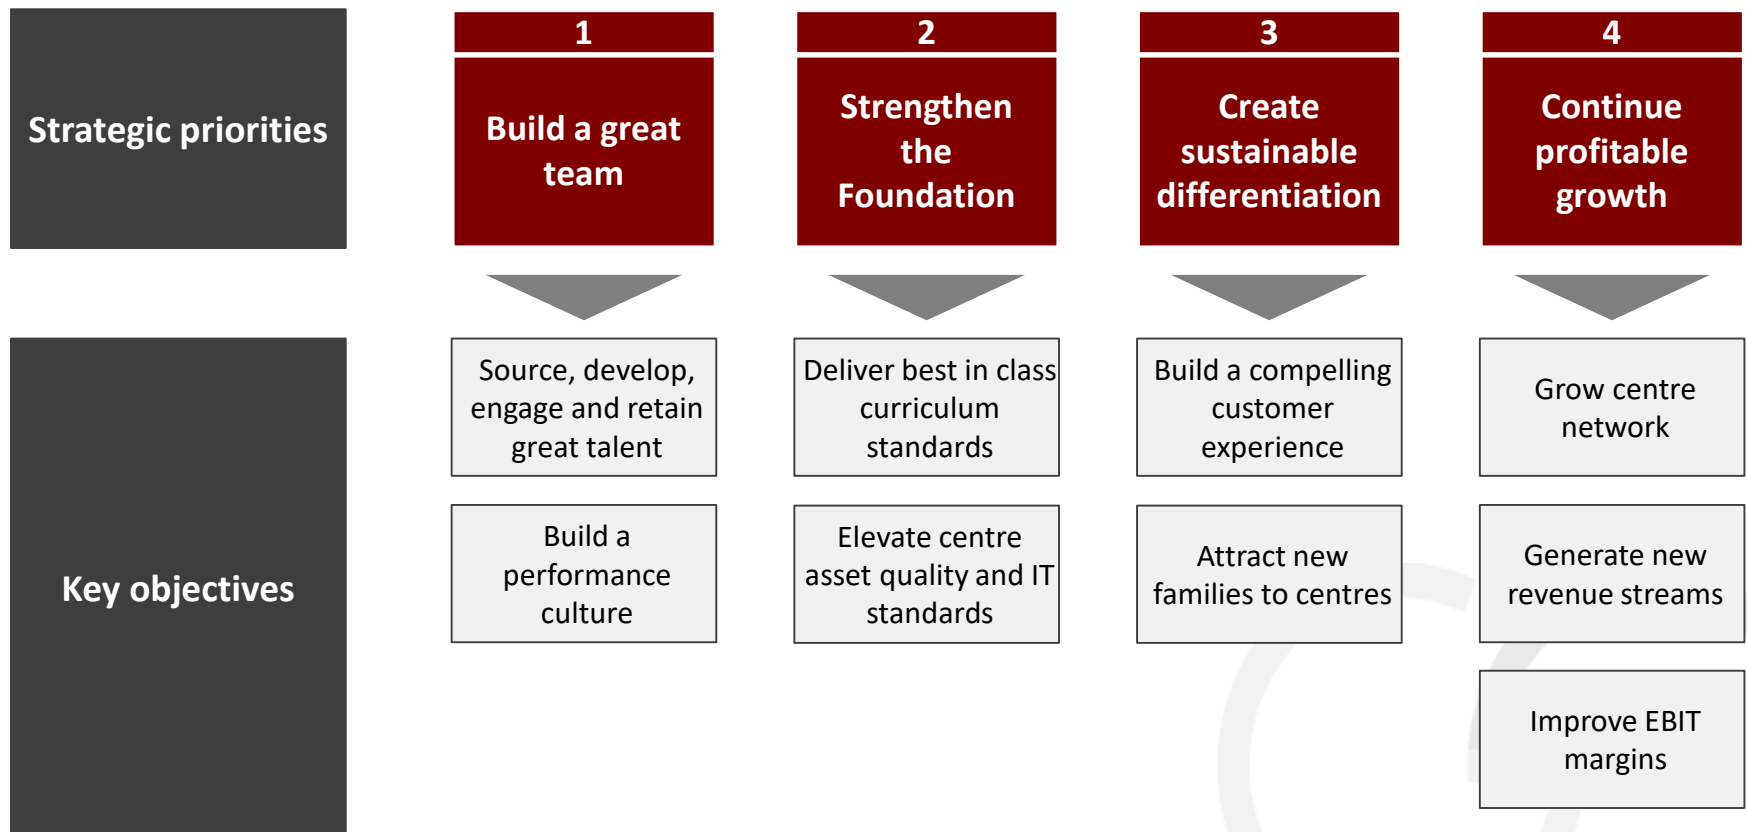 Strategic priorities
1
Build a great
team
2
Strengthen
the
Foundation
3
Create
sustainable
differentiation
4
Continue
profitable
growth
Key objectives
Source, develop,
engage and retain
great talent
Build a
performance
culture
Deliver best in class
curriculum
standards
Elevate centre
asset quality and IT
standards
Build a compelling
customer
experience
Attract new
families to centres
Grow centre
network
Generate new
revenue streams
Improve EBIT
margins